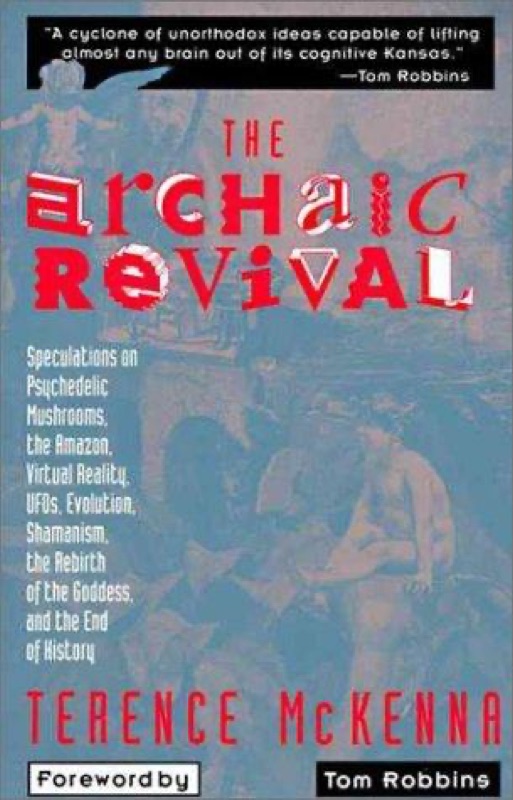 "A cyclone of unorthodox ideas capable of lifting
almost any brain out of its cognitive Kansas."
—Tom Robbins
THE
aRcHaic
ReViVAL
Speculations on
Psychedelic
Mushrooms,
the Amazon,
Virtual Reality,
UFOs, Evolution,
Shamanism,
the Rebirth
of the Goddess,
and the End
of History
TERENCE McKENNA
Foreword by Tom Robbins